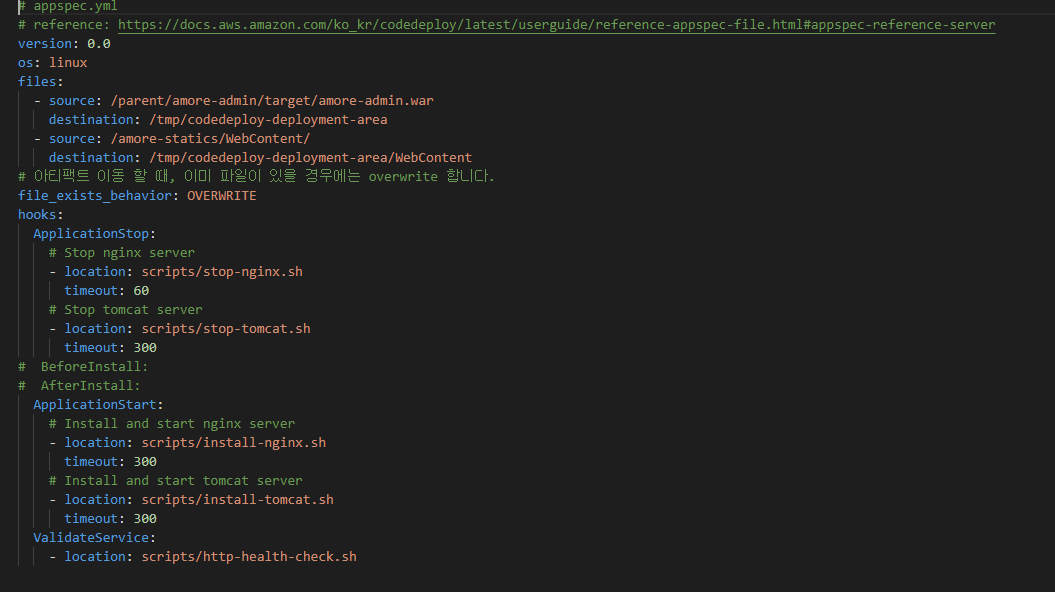 # appspec.yml
# reference: https://docs.aws.amazon.com/ko_kr/codedeploy/latest/userguide/reference-appspec-file.html#appspec-reference-server
version: 0.0
os: linux
files:
  - source: /parent/amore-admin/target/amore-admin.war
    destination: /tmp/codedeploy-deployment-area
  - source: /amore-statics/WebContent/
    destination: /tmp/codedeploy-deployment-area/WebContent
# 아티팩트 이동 할 때, 이미 파일이 있을 경우에는 overwrite 합니다.
file_exists_behavior: OVERWRITE
hooks:
  ApplicationStop:
    # Stop nginx server
    - location: scripts/stop-nginx.sh
      timeout: 60
    # Stop tomcat server
    - location: scripts/stop-tomcat.sh
      timeout: 300
#  BeforeInstall:
#  AfterInstall:
  ApplicationStart:
    # Install and start nginx server
    - location: scripts/install-nginx.sh
      timeout: 300
    # Install and start tomcat server
    - location: scripts/install-tomcat.sh
      timeout: 300
  ValidateService:
    - location: scripts/http-health-check.sh